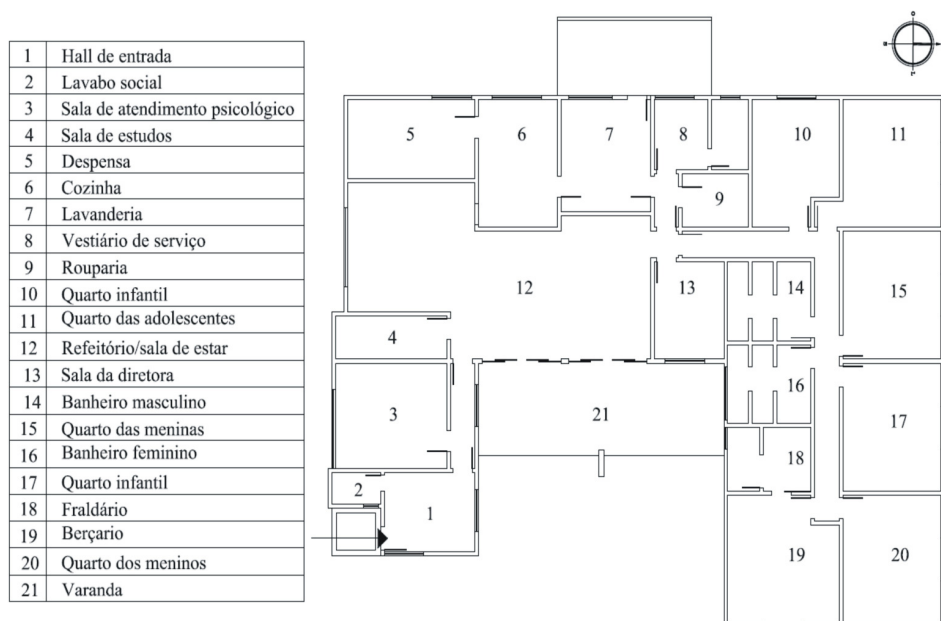 1 Hall de entrada
2 Lavabo social
3 Sala de atendimento psicológico
4 Sala de estudos
5 Despensa
6 Cozinha
7 Lavanderia
8 Vestiário de serviço
9 Rouparia
10 Quarto infantil
11 Quarto das adolescentes
12 Refeitório/sala de estar
13 Sala da diretora
14 Banheiro masculino
15 Quarto das meninas
16 Banheiro feminino
17 Quarto infantil
18 Fraldário
19 Berçario
20 Quarto dos meninos
21 Varanda
5 6 7 8 10 11
9
12 13 14 15
4
3 21 16 17
18
2
1
19 20